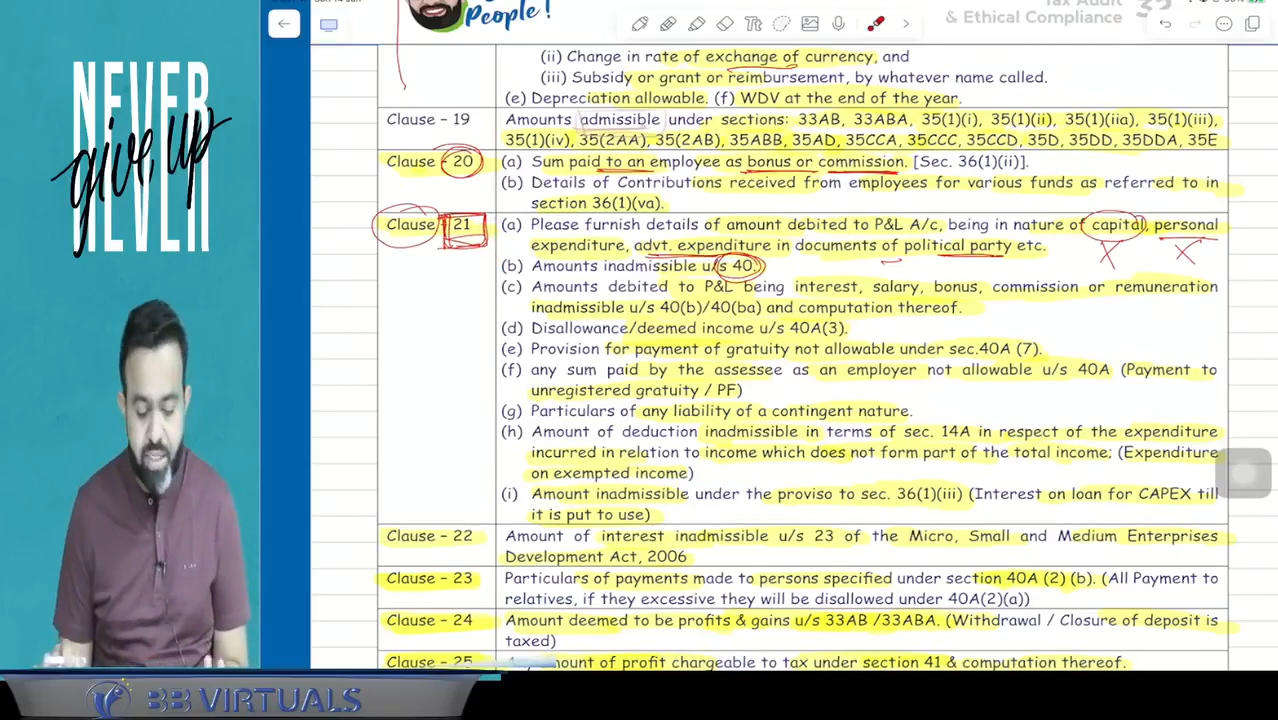 Tax Audit
& Ethical Compliance
People!
NEVER
give up
NEVER
(ii) Change in rate of exchange of currency, and
(iii) Subsidy or grant or reimbursement, by whatever name called.
(e) Depreciation allowable. (f) WDV at the end of the year.
Clause - 19
Amounts admissible under sections: 33AB, 33ABA, 35(1)(i), 35(1)(ii), 35(1)(iia), 35(1)(iii),
35(1)(iv), 35(2AA), 35(2AB), 35ABB, 35AD, 35CCA, 35CCC, 35CCD, 35D, 35DD, 35DDA, 35E
Clause - 20
(a) Sum paid to an employee as bonus or commission. [Sec. 36(1)(ii)].
(b) Details of Contributions received from employees for various funds as referred to in
section 36(1)(va).
Clause - 21
(a) Please furnish details of amount debited to P&L A/c, being in nature of capital, personal
expenditure, advt. expenditure in documents of political party etc.
(b) Amounts inadmissible u/s 40.
(c) Amounts debited to P&L being interest, salary, bonus, commission or remuneration
inadmissible u/s 40(b)/40(ba) and computation thereof.
(d) Disallowance/deemed income u/s 40A(3).
(e) Provision for payment of gratuity not allowable under sec.40A (7).
(f) any sum paid by the assessee as an employer not allowable u/s 40A (Payment to
unregistered gratuity / PF)
(g) Particulars of any liability of a contingent nature.
(h) Amount of deduction inadmissible in terms of sec. 14A in respect of the expenditure
incurred in relation to income which does not form part of the total income; (Expenditure
on exempted income)
(i) Amount inadmissible under the proviso to sec. 36(1)(iii) (Interest on loan for CAPEX till
it is put to use)
Clause - 22
Amount of interest inadmissible u/s 23 of the Micro, Small and Medium Enterprises
Development Act, 2006
Clause - 23
Particulars of payments made to persons specified under section 40A (2) (b). (All Payment to
relatives, if they excessive they will be disallowed under 40A(2)(a))
Clause - 24
Amount deemed to be profits & gains u/s 33AB /33ABA. (Withdrawal / Closure of deposit is
taxed)
Clause - 25
amount of profit chargeable to tax under section 41 & computation thereof.
BB VIRTUALS